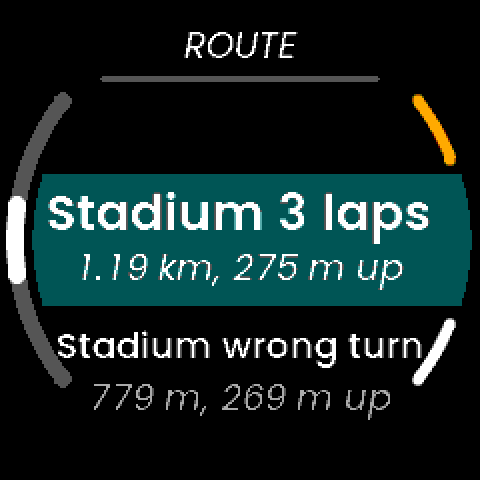 ROUTE
Stadium 3 laps
1.19 km, 275 m up
Stadium wrong turn
779 m, 269 m up